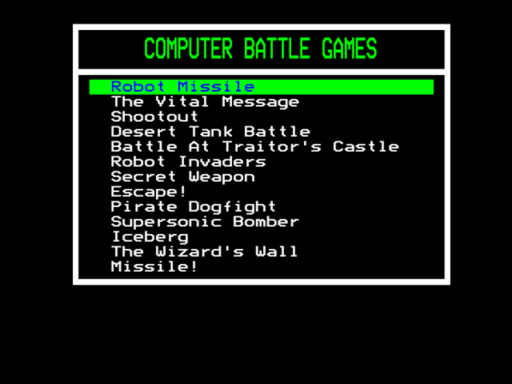 COMPUTER BATTLE GAMES
Robot Missile
The Vital Message
Shootout
Desert Tank Battle
Battle At Traitor's Castle
Robot Invaders
Secret Weapon
Escape!
Pirate Dogfight
Supersonic Bomber
Iceberg
The Wizard's Wall
Missile!